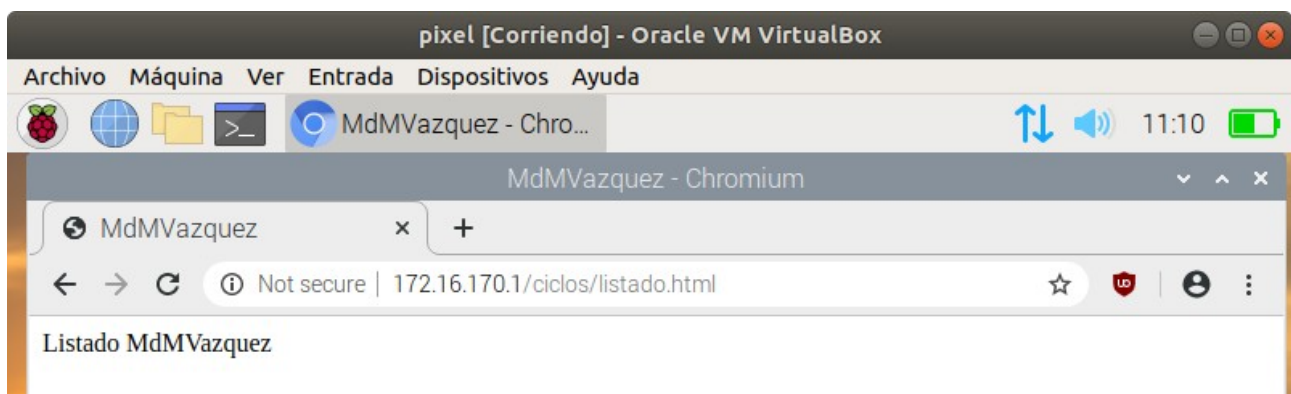 pixel [Corriendo] - Oracle VM VirtualBox
Archivo Máquina Ver Entrada Dispositivos Ayuda
>_ MdMVazquez - Chro... 11:10
MdMVazquez - Chromium
MdMVazquez
Not secure | 172.16.170.1/ciclos/listado.html
Listado MdMVazquez